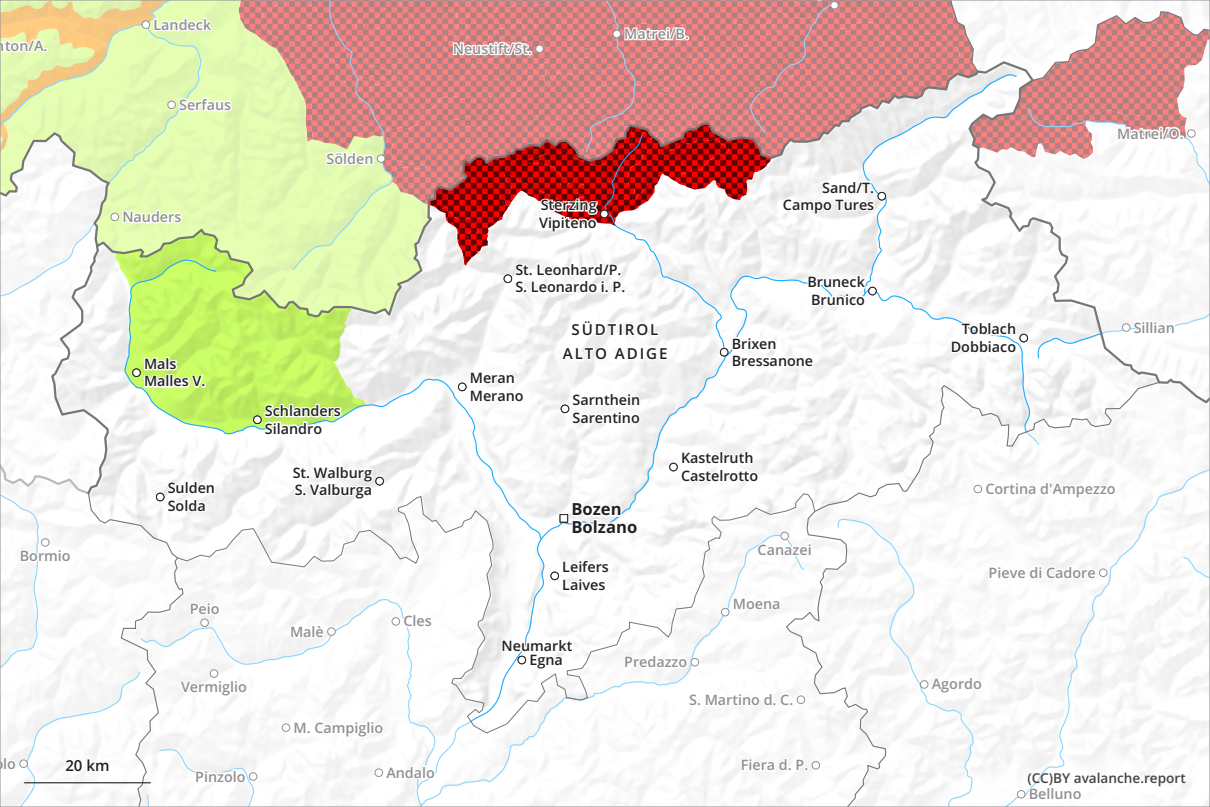 Landeck
nton/A.
Matrei/B.
Neustift/St.
Serfaus
Matrei/O.
Sölden
Sand/T.
Campo Tures
Nauders
Sterzing
Vipiteno
St. Leonhard/P.
S. Leonardo i. P.
Bruneck
Brunico
SÜDTIROL
ALTO ADIGE
Toblach
Dobbiaco
Sillian
Brixen
Bressanone
Mals
Malles V.
Meran
Merano
Sarnthein
Sarentino
Schlanders
Silandro
Kastelruth
Castelrotto
St. Walburg
S. Valburga
Sulden
Solda
Cortina d'Ampezzo
Bozen
Bolzano
Bormio
Canazei
Leifers
Laives
Pieve di Cadore
Peio
Moena
Malè
Cles
Neumarkt
Egna
Predazzo
Vermiglio
Agordo
S. Martino d. C.
M. Campiglio
olo
20 km
Pinzolo
Andalo
Fiera d. P.
(CC)BY avalanche.report
Belluno